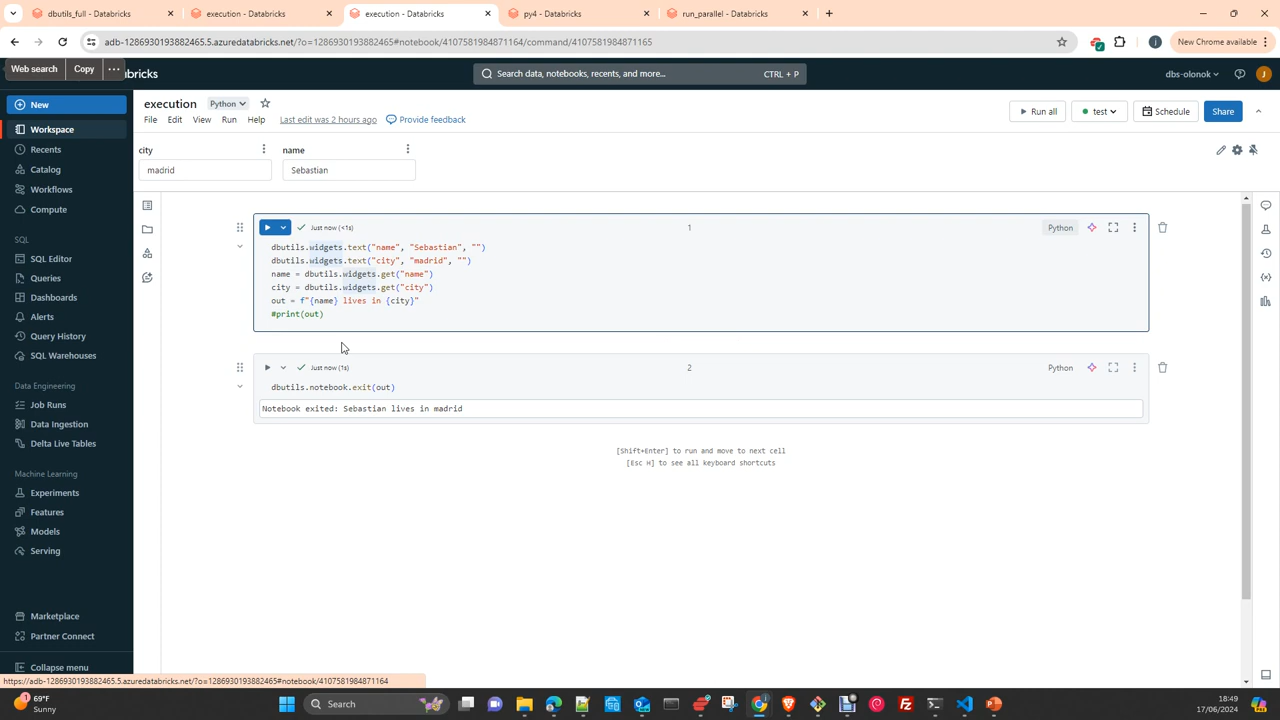 dbutils_full - Databricks
execution - Databricks
execution - Databricks
py4 - Databricks
run_parallel - Databricks
adb-1286930193882465.5.azuredatabricks.net/?o=1286930193882465#notebook/4107581984871164/command/4107581984871165
New Chrome available
Web search
Copy
bricks
Search data, notebooks, recents, and more...
CTRL + P
dbs-olonok
New
Workspace
Recents
Catalog
Workflows
Compute
SQL
SQL Editor
Queries
Dashboards
Alerts
Query History
SQL Warehouses
Data Engineering
Job Runs
Data Ingestion
Delta Live Tables
Machine Learning
Experiments
Features
Models
Serving
Marketplace
Partner Connect
Collapse menu
execution
Python
File Edit View Run Help
Last edit was 2 hours ago
Provide feedback
Run all
test
Schedule
Share
city
name
madrid
Sebastian
Just now (<1s)
1
Python
dbutils.widgets.text("name", "Sebastian", "")
dbutils.widgets.text("city", "madrid", "")
name = dbutils.widgets.get("name")
city = dbutils.widgets.get("city")
out = f"{name} lives in {city}"
#print(out)
Just now (1s)
2
Python
dbutils.notebook.exit(out)
Notebook exited: Sebastian lives in madrid
[Shift+Enter] to run and move to next cell
[Esc H] to see all keyboard shortcuts
https://adb-1286930193882465.5.azuredatabricks.net/?o=1286930193882465#notebook/4107581984871164
1
69°F
Sunny
Search
18:49
17/06/2024